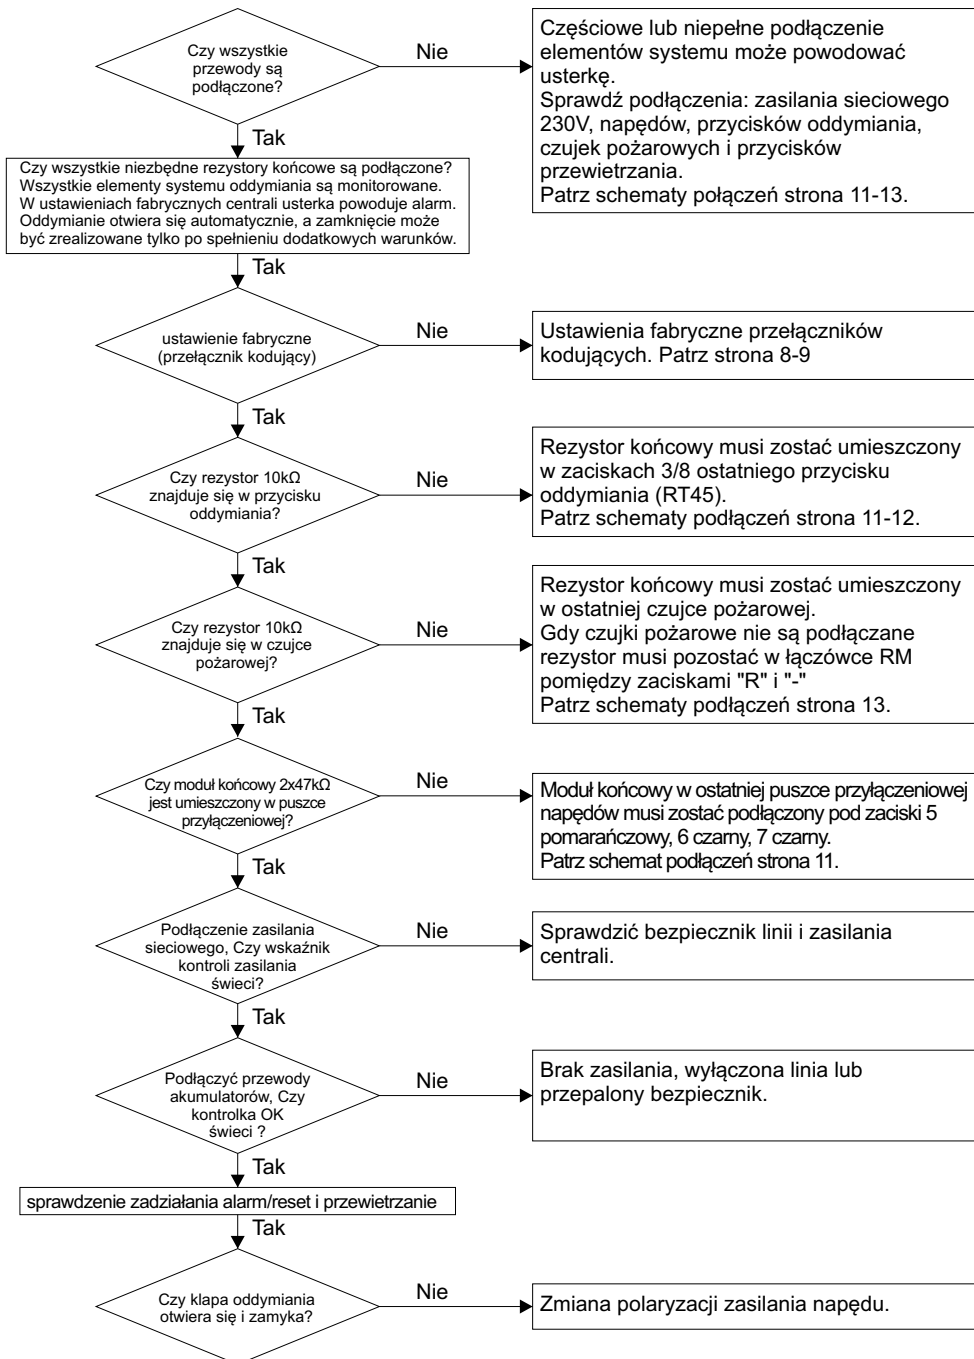 Czy wszystkie
przewody są
podłączone?
Nie
Częściowe lub niepełne podłączenie
elementów systemu może powodować
usterkę.
Sprawdź podłączenia: zasilania sieciowego
230V, napędów, przycisków oddymiania,
czujek pożarowych i przycisków
przewietrzania.
Patrz schematy połączeń strona 11-13.
Tak
Czy wszystkie niezbędne rezystory końcowe są podłączone?
Wszystkie elementy systemu oddymiania są monitorowane.
W ustawieniach fabrycznych centrali usterka powoduje alarm.
Oddymianie otwiera się automatycznie, a zamknięcie może
być zrealizowane tylko po spełnieniu dodatkowych warunków.
Tak
ustawienie fabryczne
(przełącznik kodujący)
Nie
Ustawienia fabryczne przełączników
kodujących. Patrz strona 8-9
Tak
Czy rezystor 10kΩ
znajduje się w przycisku
oddymiania?
Nie
Rezystor końcowy musi zostać umieszczony
w zaciskach 3/8 ostatniego przycisku
oddymiania (RT45).
Patrz schematy podłączeń strona 11-12.
Tak
Czy rezystor 10kΩ
znajduje się w czujce
pożarowej?
Nie
Rezystor końcowy musi zostać umieszczony
w ostatniej czujce pożarowej.
Gdy czujki pożarowe nie są podłączane
rezystor musi pozostać w łączówce RM
pomiędzy zaciskami "R" i "-"
Patrz schematy podłączeń strona 13.
Tak
Czy moduł końcowy 2x47kΩ
jest umieszczony w puszce
przyłączeniowej?
Nie
Moduł końcowy w ostatniej puszce przyłączeniowej
napędów musi zostać podłączony pod zaciski 5
pomarańczowy, 6 czarny, 7 czarny.
Patrz schemat podłączeń strona 11.
Tak
Podłączenie zasilania
sieciowego, Czy wskaźnik
kontroli zasilania
świeci?
Nie
Sprawdzić bezpiecznik linii i zasilania
centrali.
Tak
Podłączyć przewody
akumulatorów, Czy
kontrolka OK
świeci ?
Nie
Brak zasilania, wyłączona linia lub
przepalony bezpiecznik.
Tak
sprawdzenie zadziałania alarm/reset i przewietrzanie
Tak
Czy klapa oddymiania
otwiera się i zamyka?
Nie
Zmiana polaryzacji zasilania napędu.